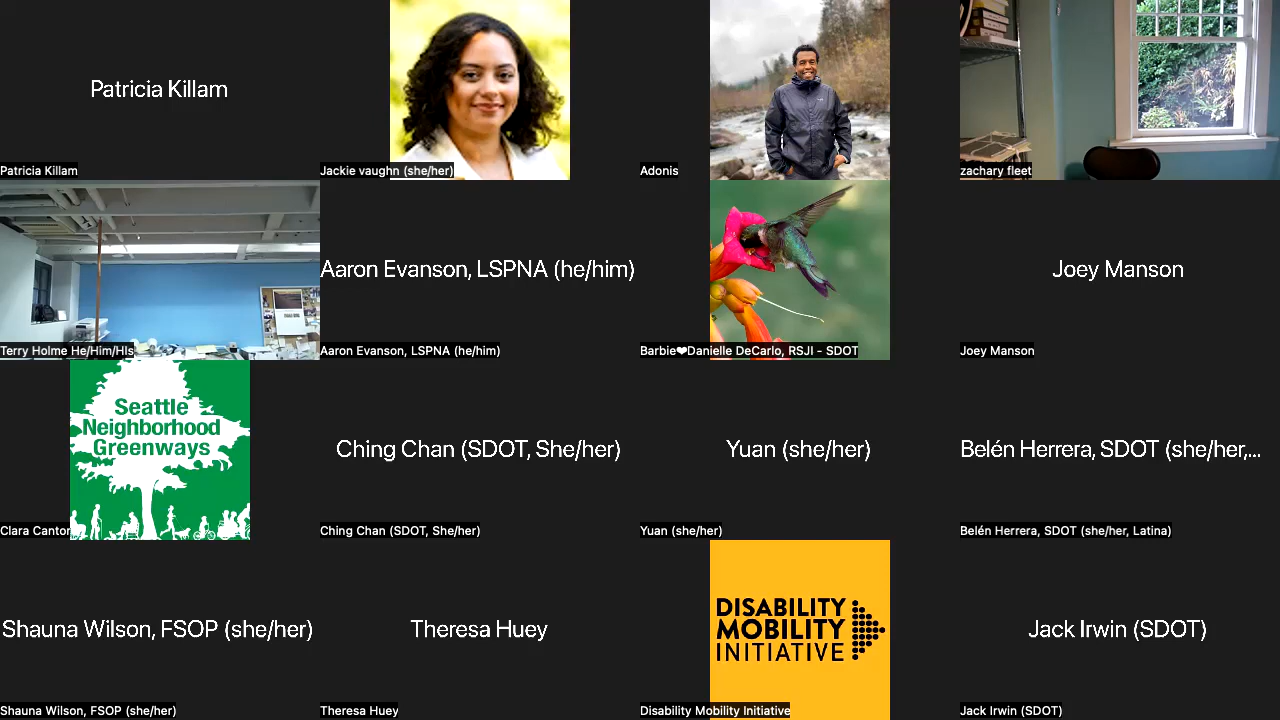 Patricia Killam
Patricia Killam
Jackie vaughn (she/her)
Adonis
zachary fleet
Terry Holme He/Him/HIs
Aaron Evanson, LSPNA (he/him)
Aaron Evanson, LSPNA (he/him)
Barbie❤Danielle DeCarlo, RSJI - SDOT
Joey Manson
Joey Manson
Seattle
Neighborhood
Greenways
Clara Cantor
Ching Chan (SDOT, She/her)
Ching Chan (SDOT, She/her)
Yuan (she/her)
Yuan (she/her)
Belén Herrera, SDOT (she/her,...
Belén Herrera, SDOT (she/her, Latina)
Shauna Wilson, FSOP (she/her)
Shauna Wilson, FSOP (she/her)
Theresa Huey
Theresa Huey
DISABILITY
MOBILITY
INITIATIVE
Disability Mobility Initiative
Jack Irwin (SDOT)
Jack Irwin (SDOT)